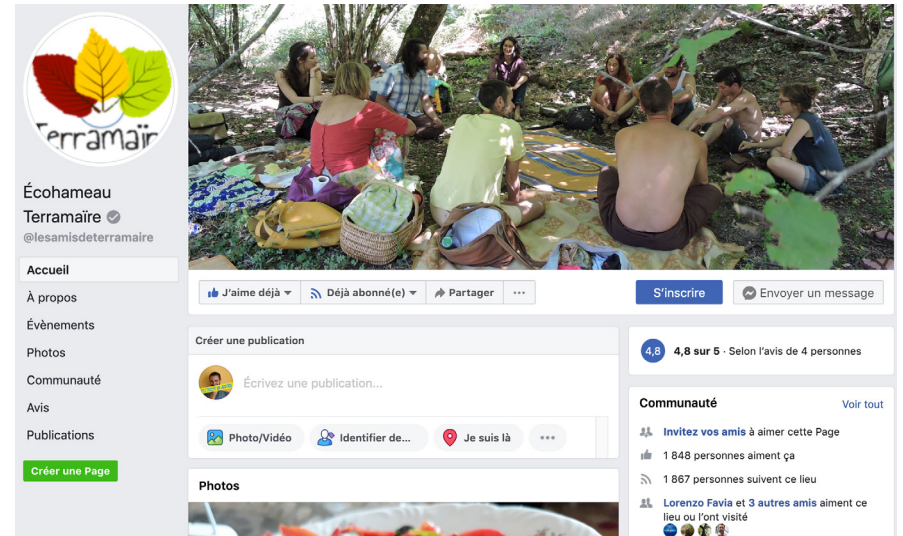 Terramaïr
Écohameau
Terramaïre
@lesamisdeterramaire
Accueil
À propos
Évènements
Photos
Communauté
Avis
Publications
Créer une Page
J'aime déjà
Déjà abonné(e)
Partager
S'inscrire
Envoyer un message
Créer une publication
Écrivez une publication...
Photo/Vidéo
Identifier de...
Je suis là
Photos
4,8
4,8 sur 5 · Selon l'avis de 4 personnes
Communauté
Voir tout
Invitez vos amis à aimer cette Page
1 848 personnes aiment ça
1 867 personnes suivent ce lieu
Lorenzo Favia et 3 autres amis aiment ce
lieu ou l'ont visité